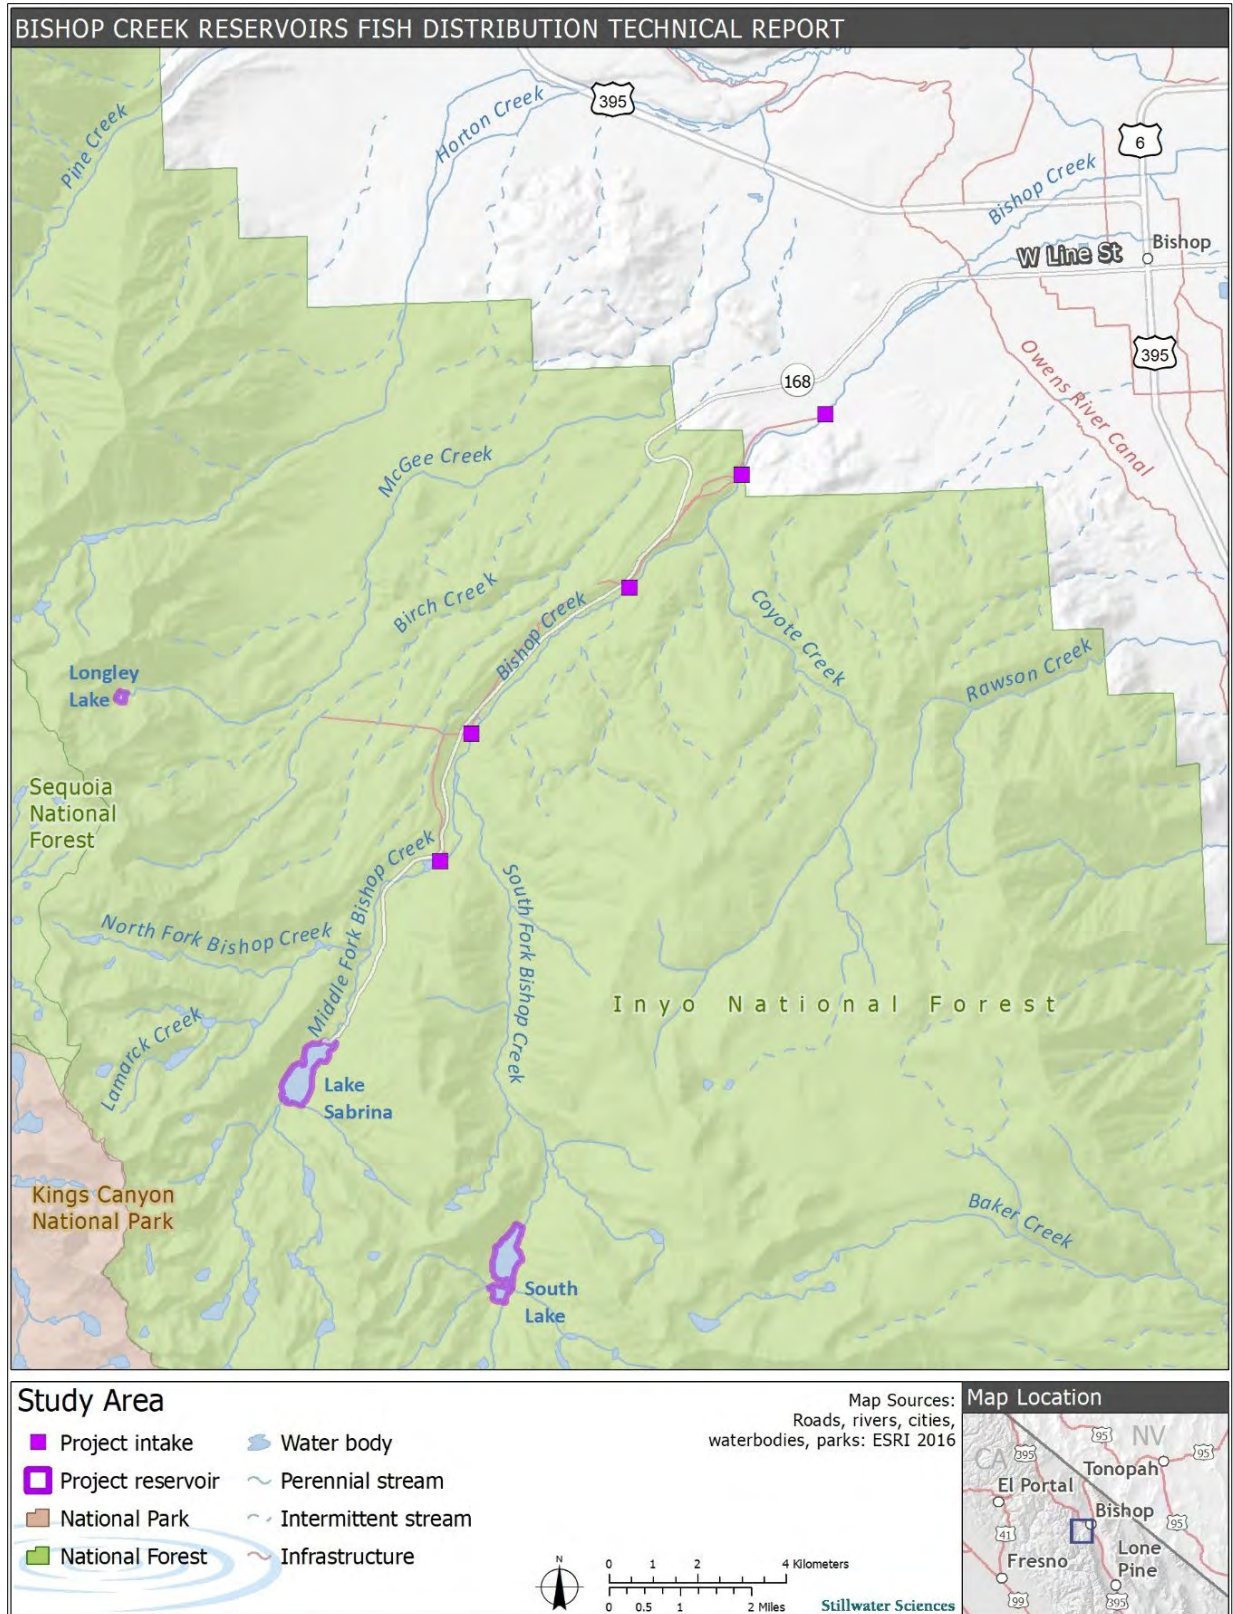 BISHOP CREEK RESERVOIRS FISH DISTRIBUTION TECHNICAL REPORT
395
Horton Creek
Pine Creek
6
Bishop Creek
Bishop
W Line St
395
Owens River Canal
168
McGee Creek
Birch Creek
Bishop Creek
Coyote Creek
Rawson Creek
Longley
Lake
Sequoia
National
Forest
Middle Fork Bishop Creek
South Fork Bishop Creek
North Fork Bishop Creek
Inyo National Forest
Lamarck Creek
Lake
Sabrina
Kings Canyon
National Park
Baker Creek
South
Lake
Study Area
Project intake
Project reservoir
National Park
National Forest
Water body
Perennial stream
Intermittent stream
Infrastructure
Map Sources:
Roads, rivers, cities,
waterbodies, parks: ESRI 2016
N
0 1 2 4 Kilometers
0 0.5 1 2 Miles
Stillwater Sciences
Map Location
95
NV
CA
395
95
Tonopah
El Portal
Bishop
95
41
Lone
Pine
Fresno
99
395